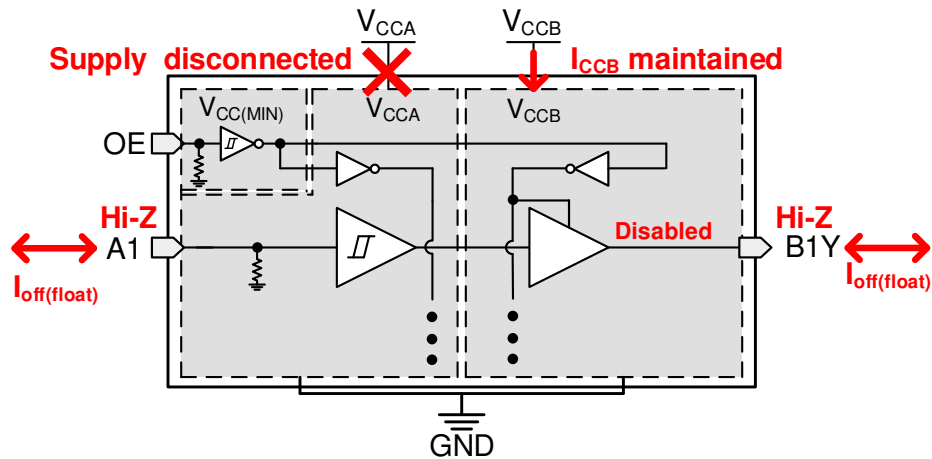 VCCA
VCCB
Supply disconnected
ICCB maintained
VCC(MIN)
VCCA
VCCB
OE
Hi-Z
Hi-Z
A1
Disabled
B1Y
Ioff(float)
Ioff(float)
GND